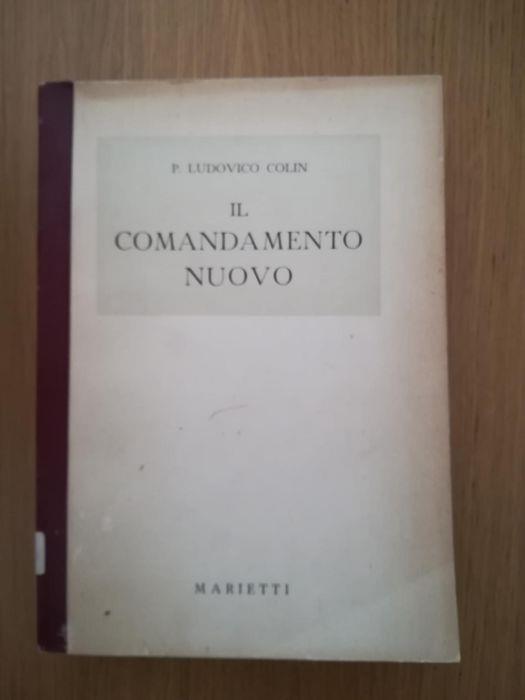 P. LUDOVICO COLIN
IL
COMANDAMENTO
NUOVO
MARIETTI